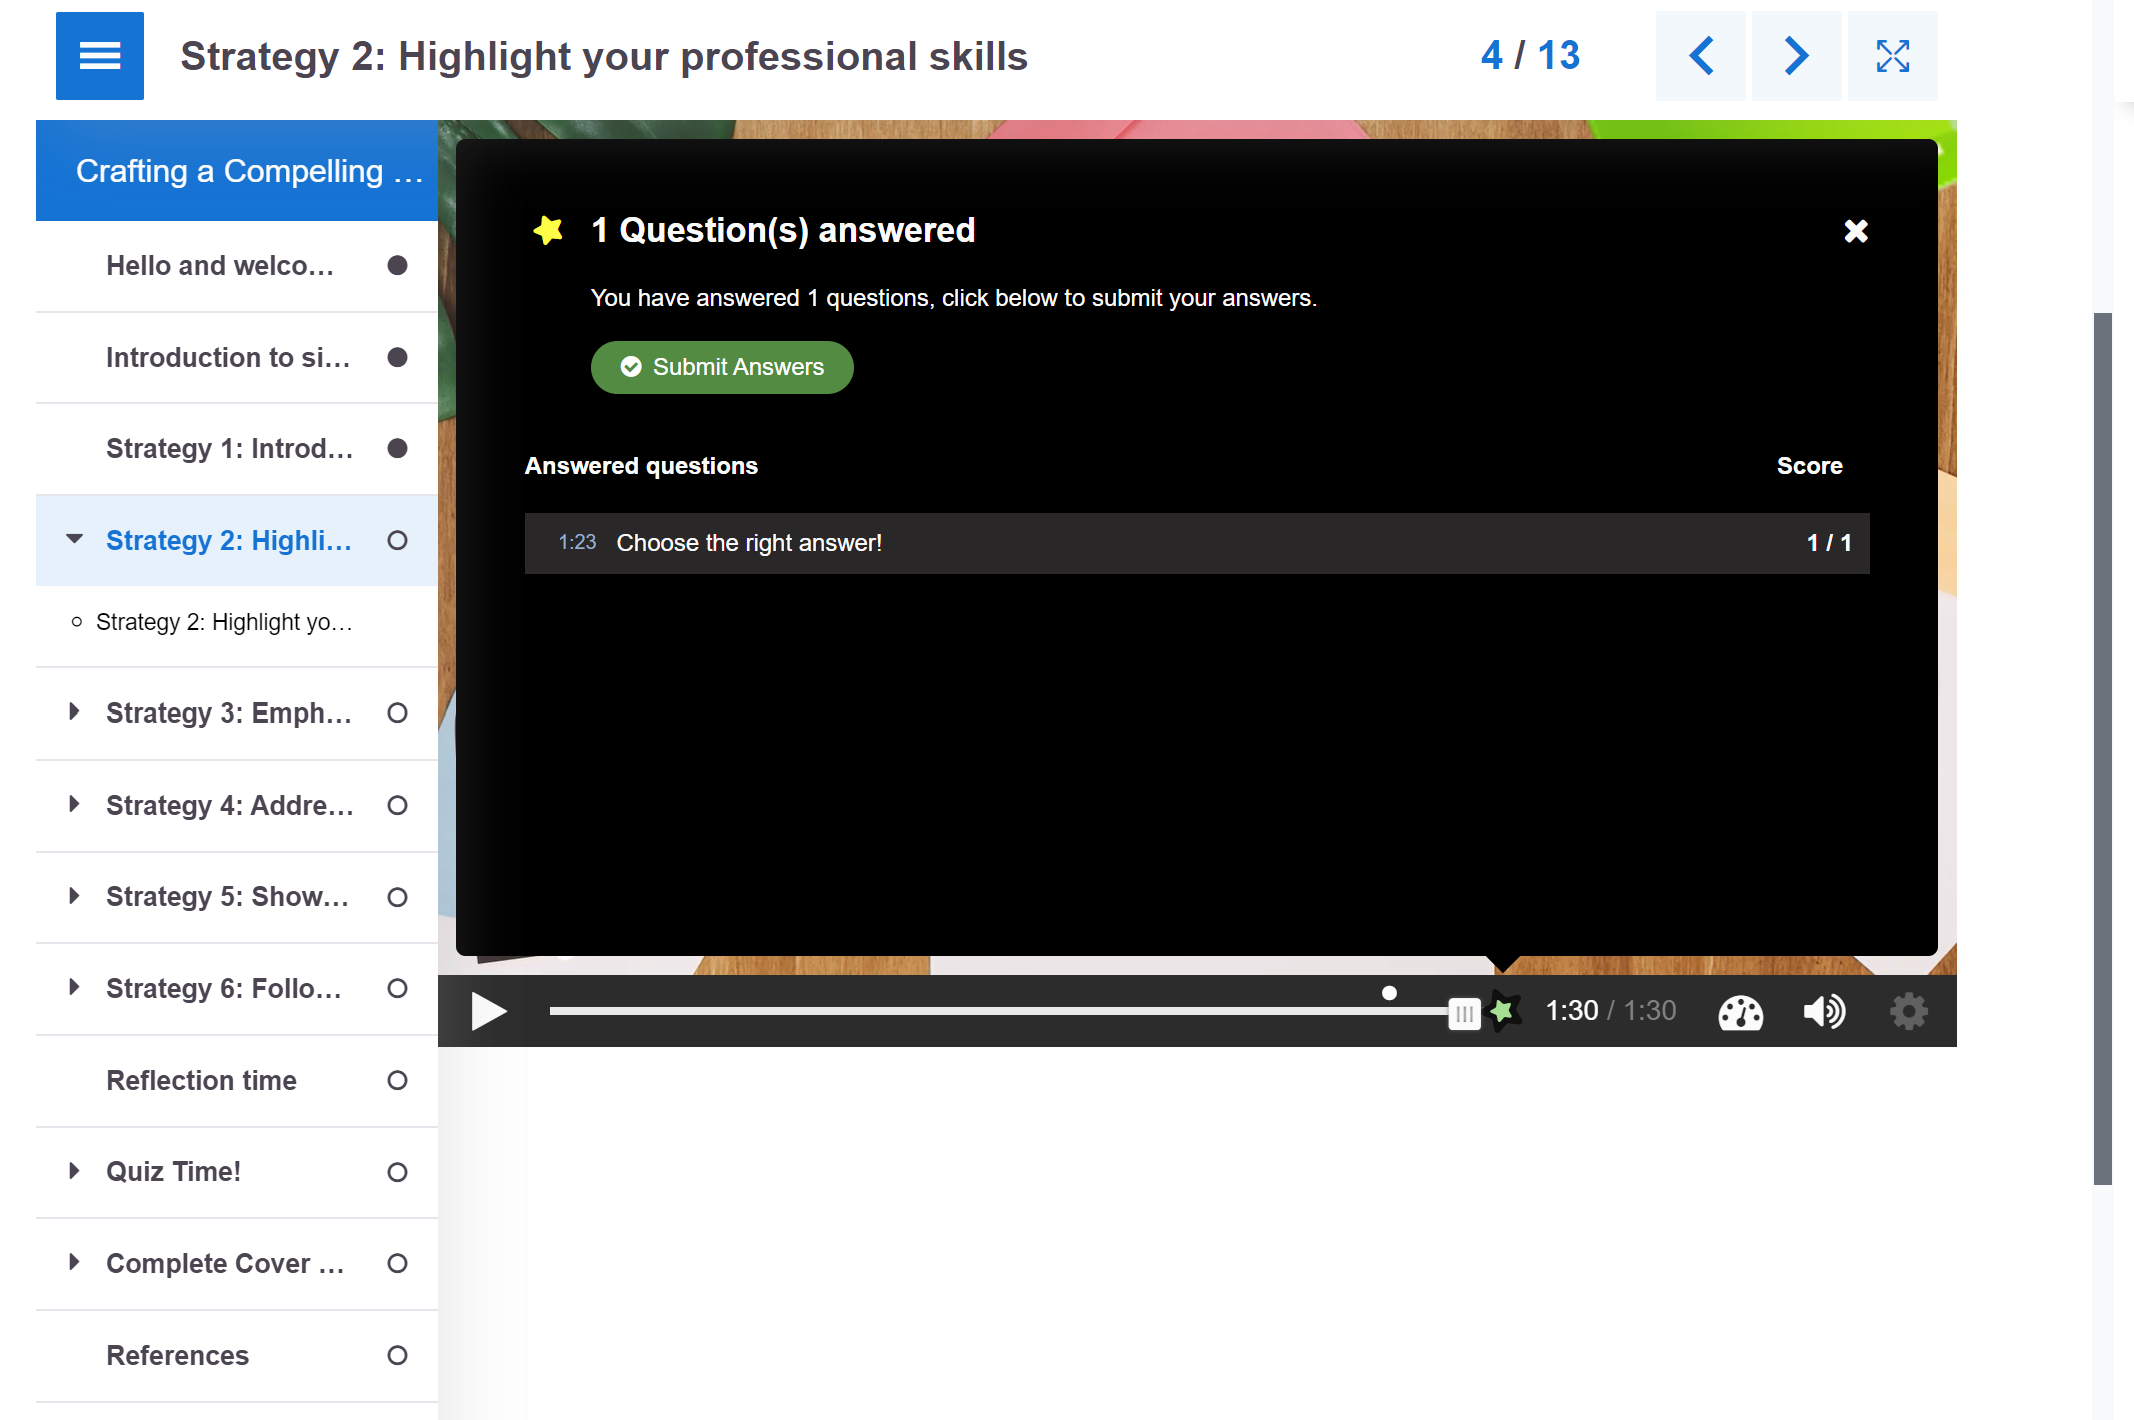 Strategy 2: Highlight your professional skills
4 / 13
Crafting a Compelling ...
Hello and welco...
Introduction to si...
Strategy 1: Introd...
Strategy 2: Highli...
Strategy 2: Highlight yo...
Strategy 3: Emph...
Strategy 4: Addre...
Strategy 5: Show...
Strategy 6: Follo...
Reflection time
Quiz Time!
Complete Cover ...
References
1 Question(s) answered
You have answered 1 questions, click below to submit your answers.
Submit Answers
Answered questions Score
1:23 Choose the right answer! 1 / 1
1:30 / 1:30